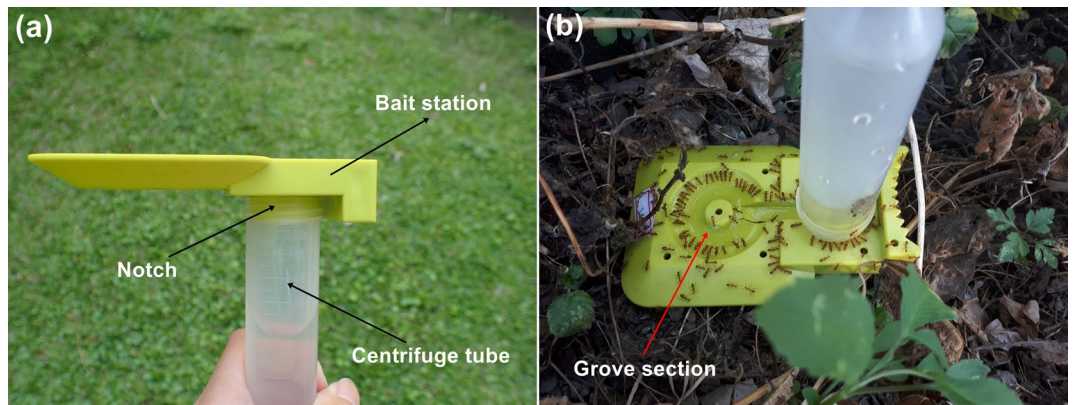 (a)
Bait station
Notch
Centrifuge tube
(b)
Grove section